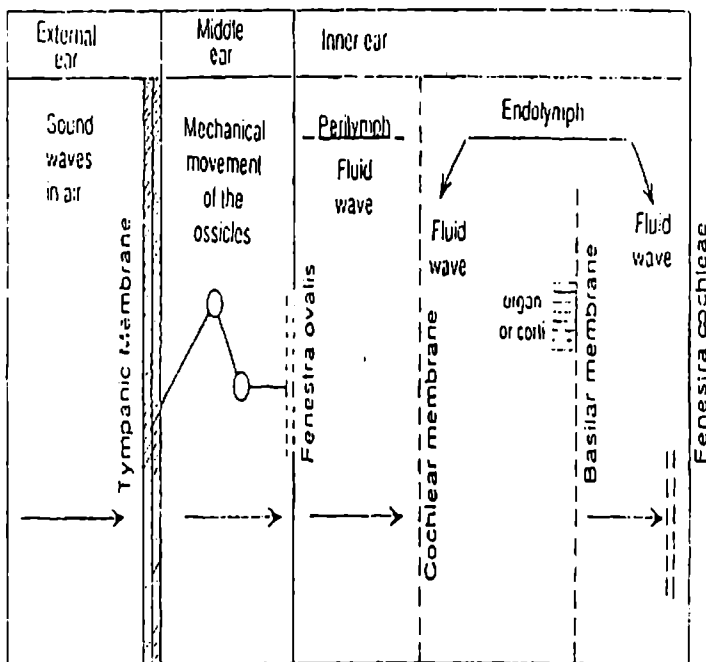 External
ear
Middle
ear
Inner ear
Sound
waves
in air
Tympanic Membrane
Mechanical
movement
of the
ossicles
Fenestra ovalis
Perilymph
Fluid
wave
Cochlear membrane
Endolymph
Fluid
wave
organ
or corti
Basilar membrane
Fluid
wave
Fenestra cochleae